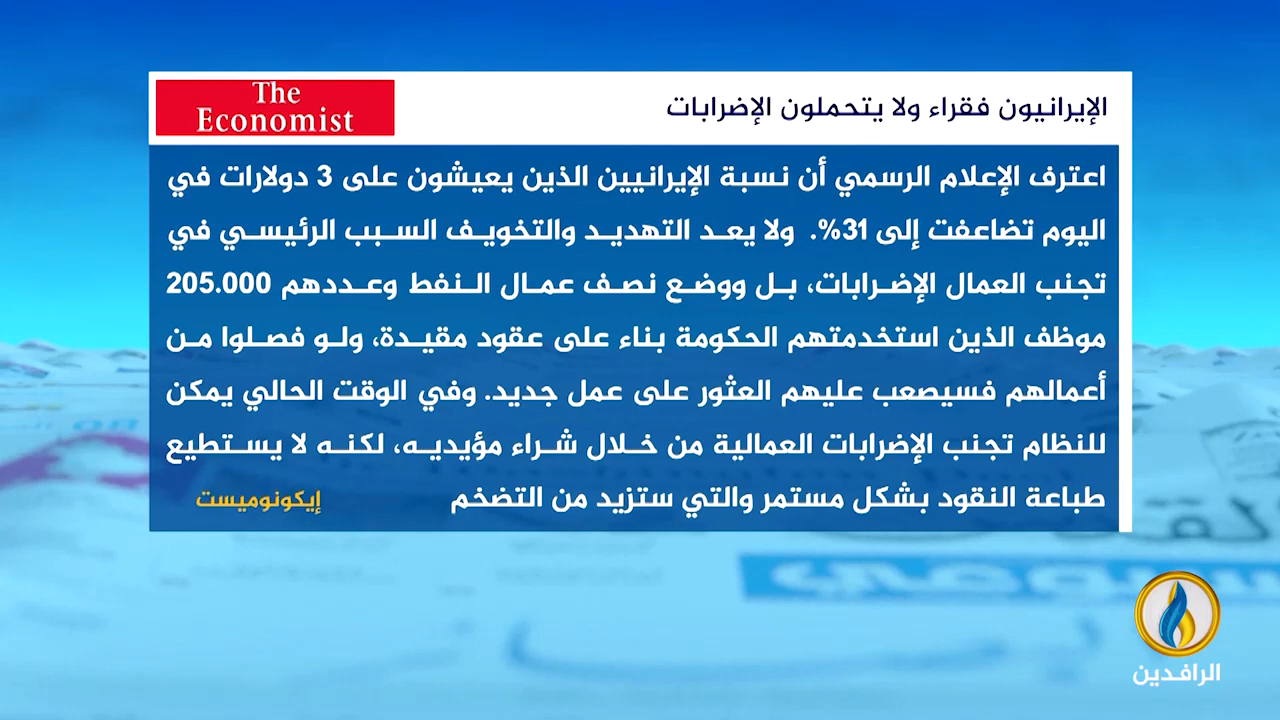 The
Economist
الإيرانيون فقراء ولا يتحملون الإضرابات
اعترف الإعلام الرسمي أن نسبة الإيرانيين الذين يعيشون على 3 دولارات في
اليوم تضاعفت إلى 31%. ولا يعد التهديد والتخويف السبب الرئيسي في
تجنب العمال الإضرابات، بل ووضع نصف عمال النفط وعددهم 205.000
موظف الذين استخدمتهم الحكومة بناء على عقود مقيدة، ولو فصلوا من
أعمالهم فسيصعب عليهم العثور على عمل جديد. وفي الوقت الحالي يمكن
للنظام تجنب الإضرابات العمالية من خلال شراء مؤيديه، لكنه لا يستطيع
طباعة النقود بشكل مستمر والتي ستزيد من التضخم
إيكونوميست
الرافدين